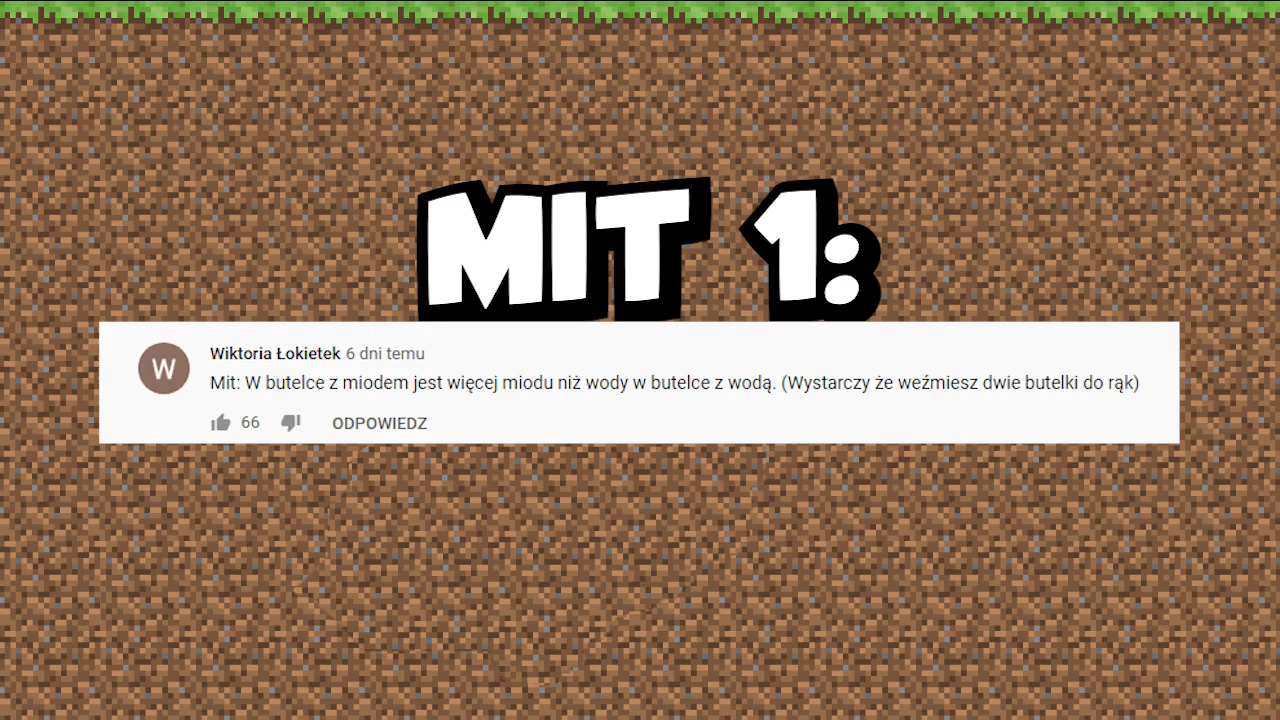 MIT 1:
W
Wiktoria Łokietek 6 dni temu
Mit: W butelce z miodem jest więcej miodu niż wody w butelce z wodą. (Wystarczy że weźmiesz dwie butelki do rąk)
66 ODPOWIEDZ